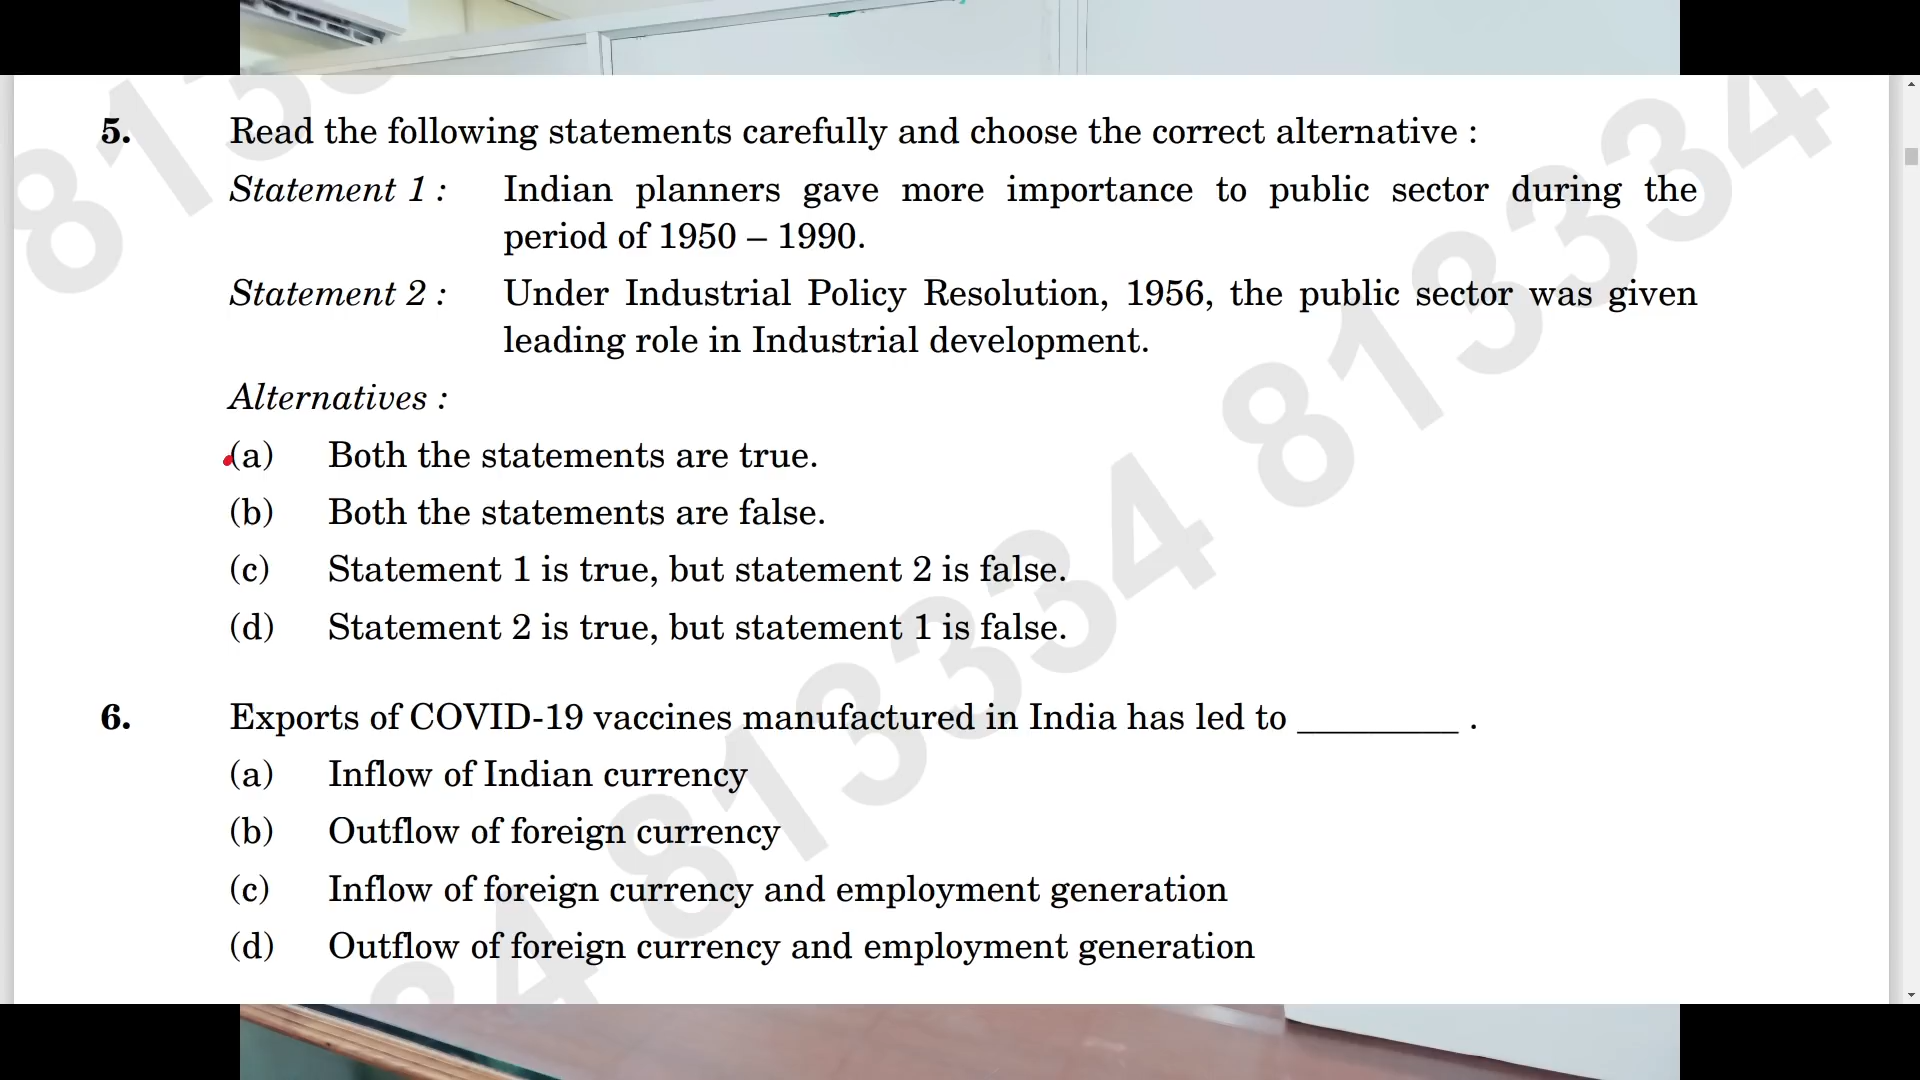 5. Read the following statements carefully and choose the correct alternative :
Statement 1 : Indian planners gave more importance to public sector during the
period of 1950 – 1990.
Statement 2 : Under Industrial Policy Resolution, 1956, the public sector was given
leading role in Industrial development.
Alternatives :
(a) Both the statements are true.
(b) Both the statements are false.
(c) Statement 1 is true, but statement 2 is false.
(d) Statement 2 is true, but statement 1 is false.
6. Exports of COVID-19 vaccines manufactured in India has led to _________ .
(a) Inflow of Indian currency
(b) Outflow of foreign currency
(c) Inflow of foreign currency and employment generation
(d) Outflow of foreign currency and employment generation
81334 81334